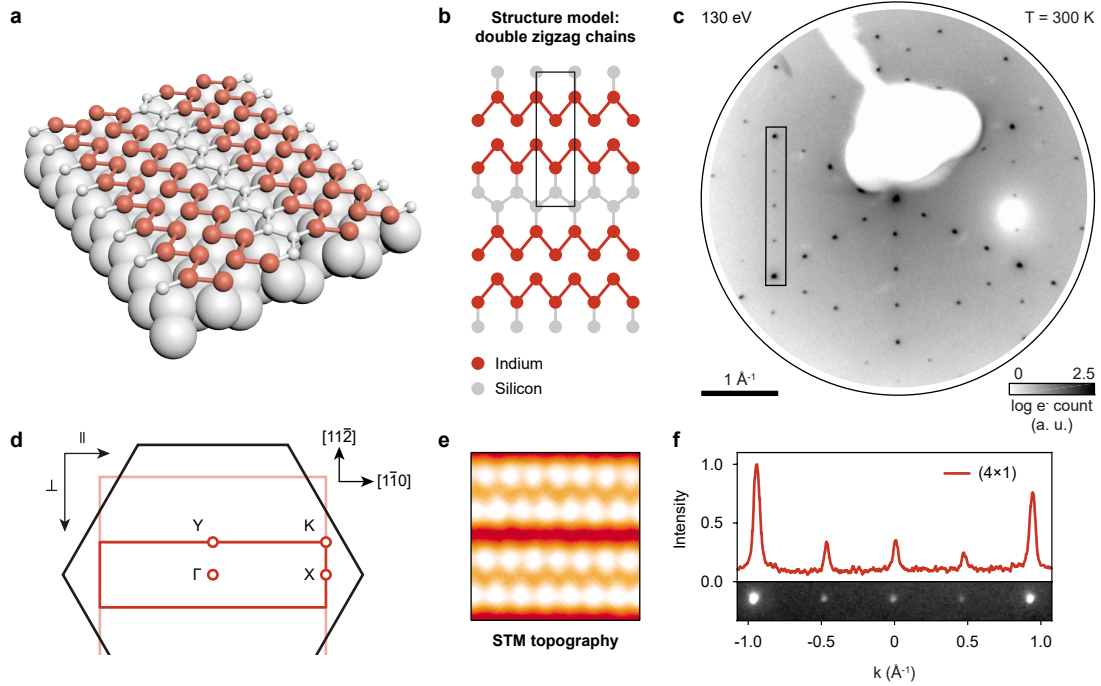 a
b
Structure model:
double zigzag chains
Indium
Silicon
c
130 eV
T = 300 K
1 Å⁻¹
0 2.5
log e⁻ count
(a. u.)
d
||
⊥
[112̄]
[11̄0]
Y
K
Γ
X
e
STM topography
f
(4×1)
Intensity
1.0
0.5
0.0
-1.0 -0.5 0 0.5 1.0
k (Å⁻¹)